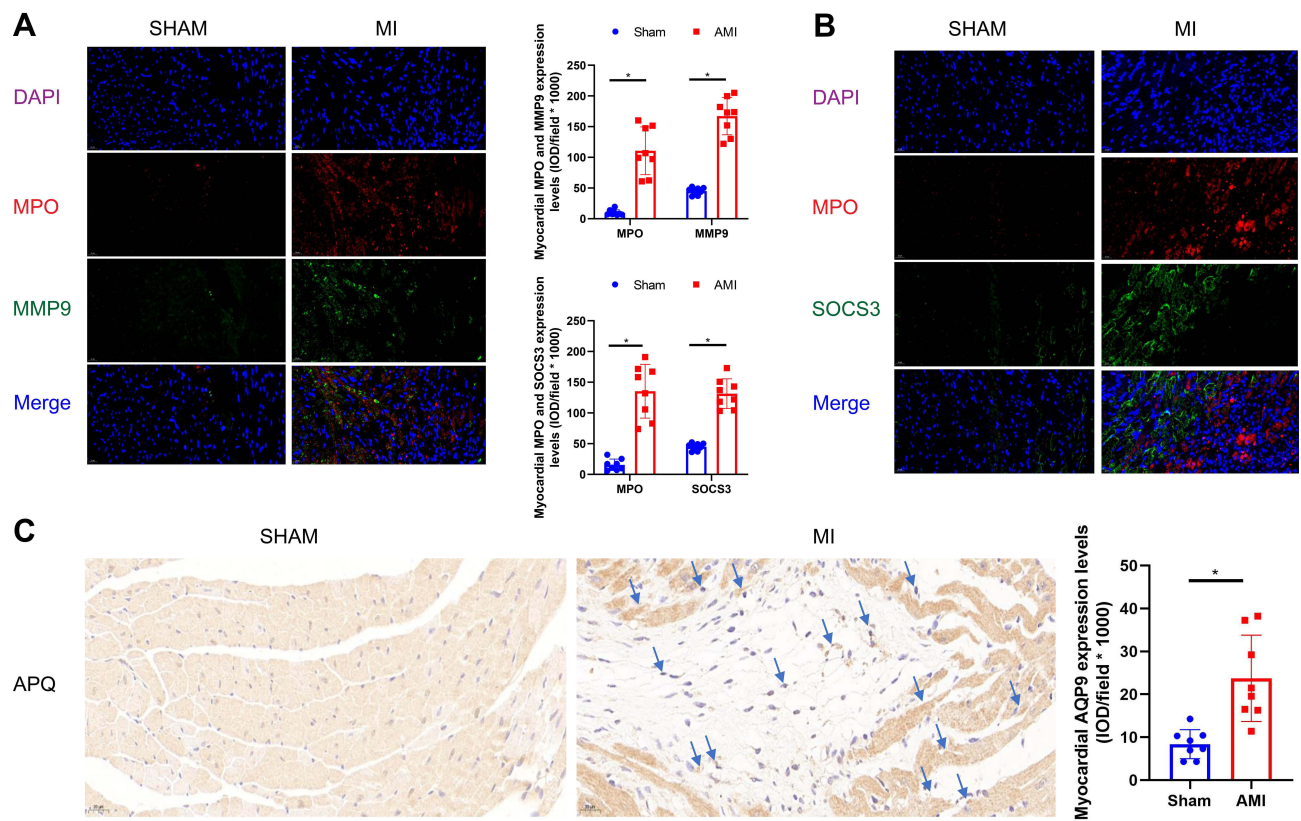 A
SHAM
MI
DAPI
MPO
MMP9
Merge
Sham
AMI
Myocardial MPO and MMP9 expression
levels (IOD/field * 1000)
250
200
150
100
50
0
*
*
MPO
MMP9
Sham
AMI
Myocardial MPO and SOCS3 expression
levels (IOD/field * 1000)
250
200
150
100
50
0
*
*
MPO
SOCS3
B
SHAM
MI
DAPI
MPO
SOCS3
Merge
C
SHAM
MI
APQ
Myocardial AQP9 expression levels
(IOD/field * 1000)
50
40
30
20
10
0
*
Sham
AMI